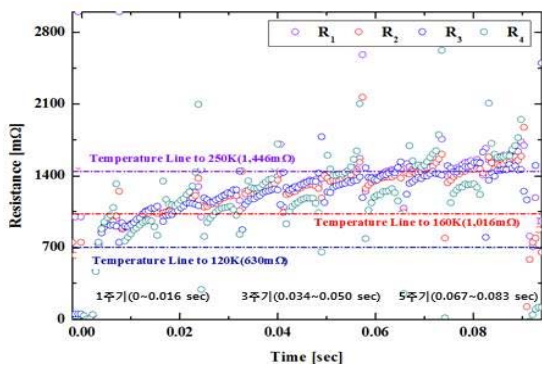 2800
2100
1400
700
0
Resistance [mΩ]
R1 R2 R3 R4
Temperature Line to 250K(1,446mΩ)
Temperature Line to 160K(1,016mΩ)
Temperature Line to 120K(630mΩ)
1주기(0~0.016 sec) 3주기(0.034~0.050 sec) 5주기(0.067~0.083 sec)
0.00 0.02 0.04 0.06 0.08
Time [sec]